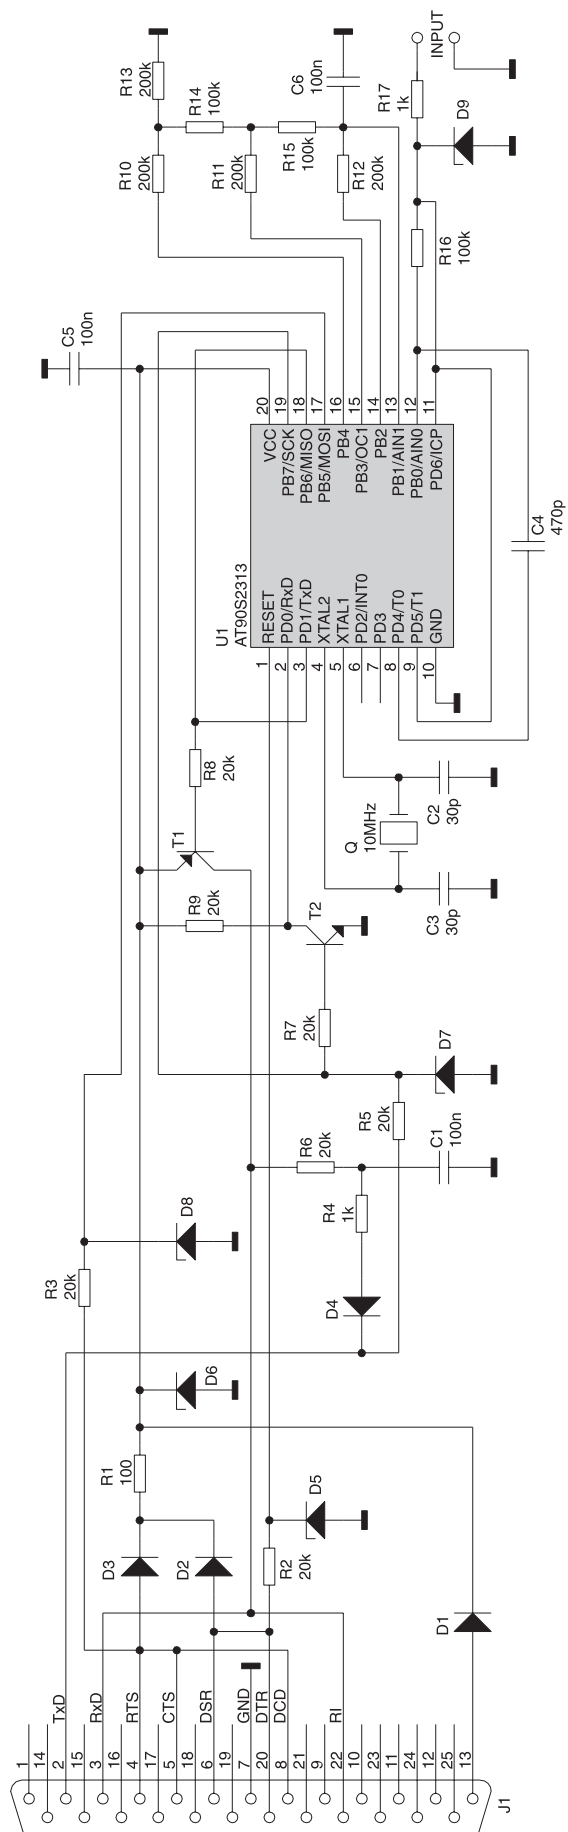 R13
200k
R14
100k
R10
200k
R11
200k
R15
100k
C6
100n
R12
200k
R17
1k
INPUT
D9
R16
100k
C5
100n
20
19
18
17
16
15
14
13
12
11
VCC
PB7/SCK
PB6/MISO
PB5/MOSI
PB4
PB3/OC1
PB2
PB1/AIN1
PB0/AIN0
PD6/ICP
U1
AT90S2313
RESET
PD0/RxD
PD1/TxD
XTAL2
XTAL1
PD2/INT0
PD3
PD4/T0
PD5/T1
GND
1
2
3
4
5
6
7
8
9
10
C4
470p
R8
20k
T1
R9
20k
T2
Q
10MHz
C2
30p
C3
30p
R7
20k
D7
R5
20k
R6
20k
C1
100n
R4
1k
D4
D8
R3
20k
D6
R1
100
D3
D2
D5
R2
20k
D1
TxD
RxD
RTS
CTS
DSR
GND
DTR
DCD
RI
1
14
2
15
3
16
4
17
5
18
6
19
7
20
8
21
9
22
10
23
11
24
12
25
13
J1